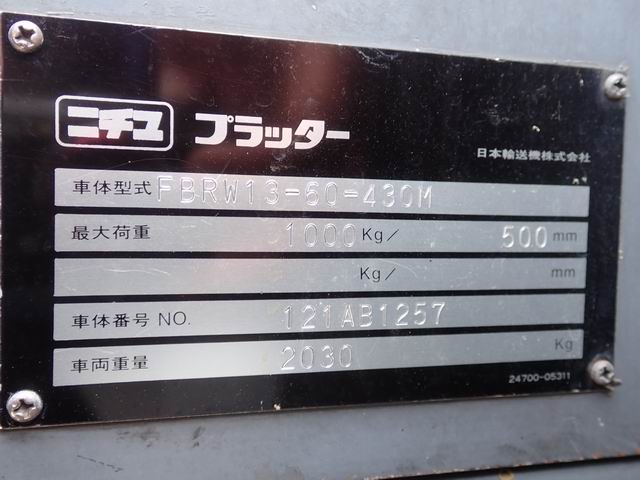 ニチユ プラッター
日本輸送機株式会社
車体型式 FBRW13-60-430M
最大荷重 1000 Kg/ 500 mm
Kg/ mm
車体番号 NO. 121AB1257
車両重量 2030 Kg
24700-05311